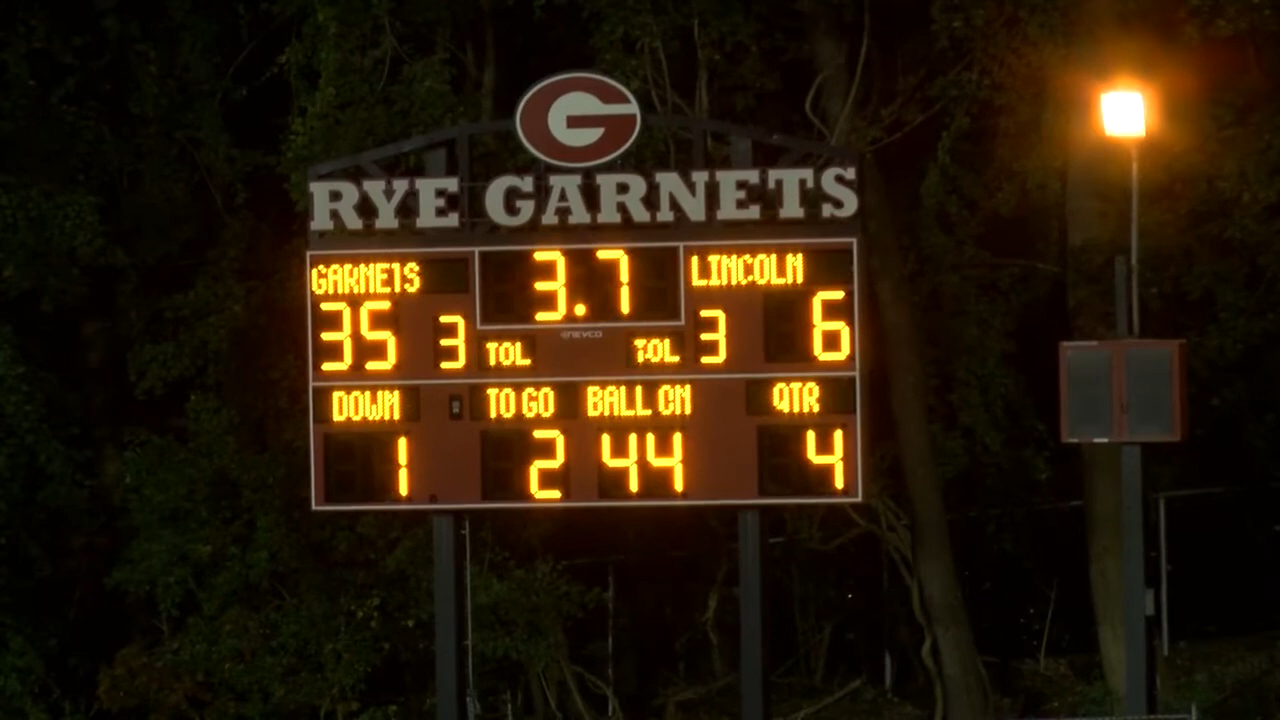 G
RYE GARNETS
GARNETS 3.7 LINCOLN
35 3 TOL TOL 3 6
NEVCO
DOWN TO GO BALL ON QTR
1 2 44 4